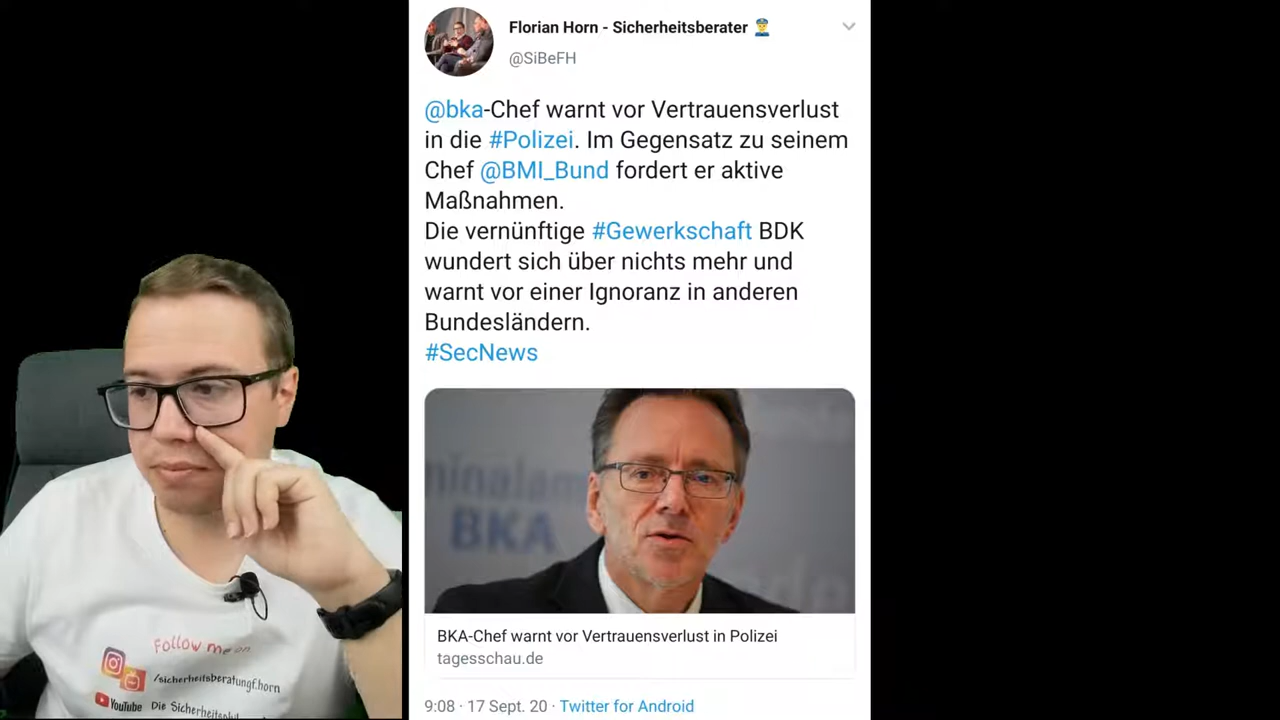 Florian Horn - Sicherheitsberater 👮‍♂️
@SiBeFH
@bka-Chef warnt vor Vertrauensverlust
in die #Polizei. Im Gegensatz zu seinem
Chef @BMI_Bund fordert er aktive
Maßnahmen.
Die vernünftige #Gewerkschaft BDK
wundert sich über nichts mehr und
warnt vor einer Ignoranz in anderen
Bundesländern.
#SecNews
minalam
BKA
BKA-Chef warnt vor Vertrauensverlust in Polizei
tagesschau.de
9:08 · 17 Sept. 20 · Twitter for Android
Follow me on
/sicherheitsberatungf.horn
YouTube Die